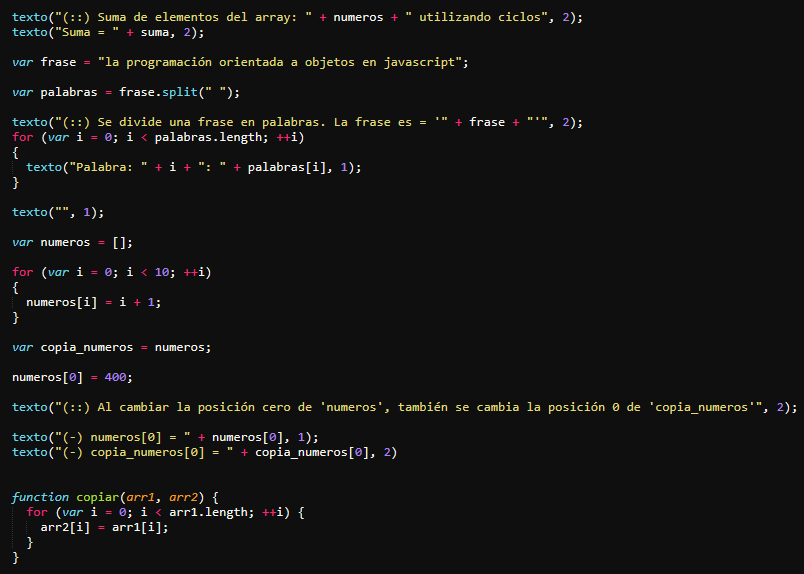 texto("(::) Suma de elementos del array: " + numeros + " utilizando ciclos", 2);
texto("Suma = " + suma, 2);
var frase = "la programación orientada a objetos en javascript";
var palabras = frase.split(" ");
texto("(::) Se divide una frase en palabras. La frase es = '" + frase + "'", 2);
for (var i = 0; i < palabras.length; ++i)
{
  texto("Palabra: " + i + ": " + palabras[i], 1);
}
texto("", 1);
var numeros = [];
for (var i = 0; i < 10; ++i)
{
  numeros[i] = i + 1;
}
var copia_numeros = numeros;
numeros[0] = 400;
texto("(::) Al cambiar la posición cero de 'numeros', también se cambia la posición 0 de 'copia_numeros'", 2);
texto("(-) numeros[0] = " + numeros[0], 1);
texto("(-) copia_numeros[0] = " + copia_numeros[0], 2)
function copiar(arr1, arr2) {
  for (var i = 0; i < arr1.length; ++i) {
    arr2[i] = arr1[i];
  }
}